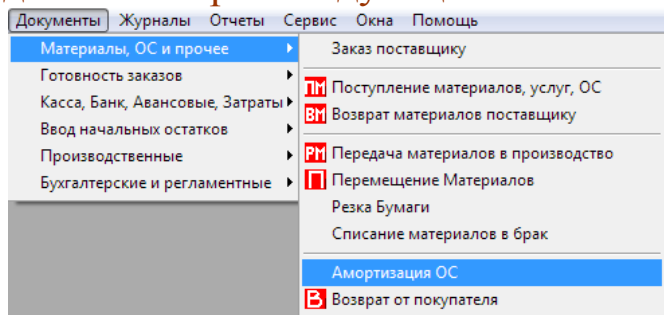 Документы Журналы Отчеты Сервис Окна Помощь
Материалы, ОС и прочее
Готовность заказов
Касса, Банк, Авансовые, Затраты
Ввод начальных остатков
Производственные
Бухгалтерские и регламентные
Заказ поставщику
ПМ Поступление материалов, услуг, ОС
ВМ Возврат материалов поставщику
РМ Передача материалов в производство
П Перемещение Материалов
Резка Бумаги
Списание материалов в брак
Амортизация ОС
В Возврат от покупателя